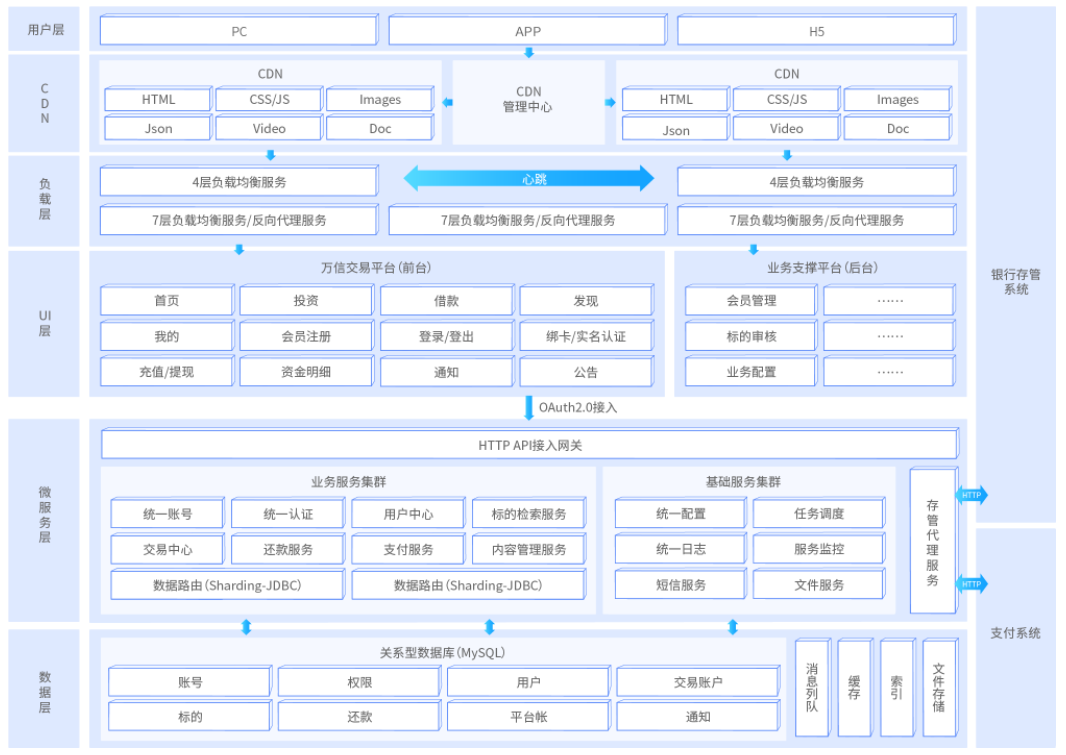 用户层
PC
APP
H5
CDN
CDN
HTML
CSS/JS
Images
Json
Video
Doc
CDN
管理中心
CDN
HTML
CSS/JS
Images
Json
Video
Doc
负载层
4层负载均衡服务
心跳
4层负载均衡服务
7层负载均衡服务/反向代理服务
7层负载均衡服务/反向代理服务
7层负载均衡服务/反向代理服务
UI层
万信交易平台(前台)
首页
投资
借款
发现
我的
会员注册
登录/登出
绑卡/实名认证
充值/提现
资金明细
通知
公告
业务支撑平台(后台)
会员管理
……
标的审核
……
业务配置
……
OAuth2.0接入
微服务层
HTTP API接入网关
业务服务集群
统一账号
统一认证
用户中心
标的检索服务
交易中心
还款服务
支付服务
内容管理服务
数据路由(Sharding-JDBC)
数据路由(Sharding-JDBC)
基础服务集群
统一配置
任务调度
统一日志
服务监控
短信服务
文件服务
存管代理服务
HTTP
HTTP
数据层
关系型数据库(MySQL)
账号
权限
用户
交易账户
标的
还款
平台帐
通知
消息列队
缓存
索引
文件存储
银行存管
系统
支付系统